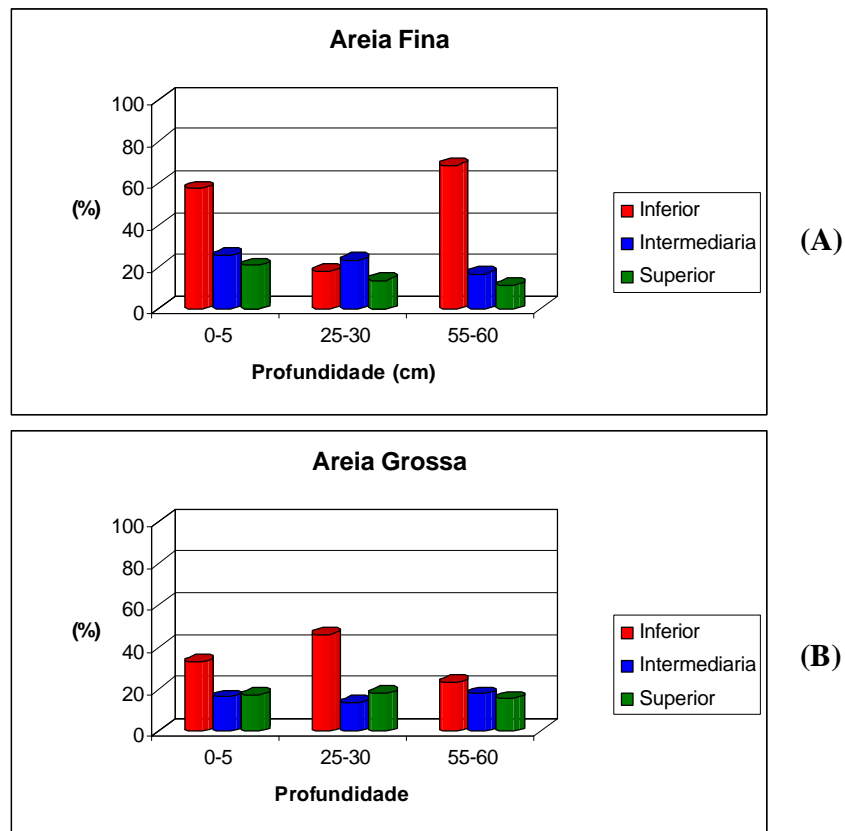 Areia Fina
100
80
60
40
20
0
(%)
0-5 25-30 55-60
Profundidade (cm)
Inferior
Intermediaria
Superior
(A)
Areia Grossa
100
80
60
40
20
0
(%)
0-5 25-30 55-60
Profundidade
Inferior
Intermediaria
Superior
(B)